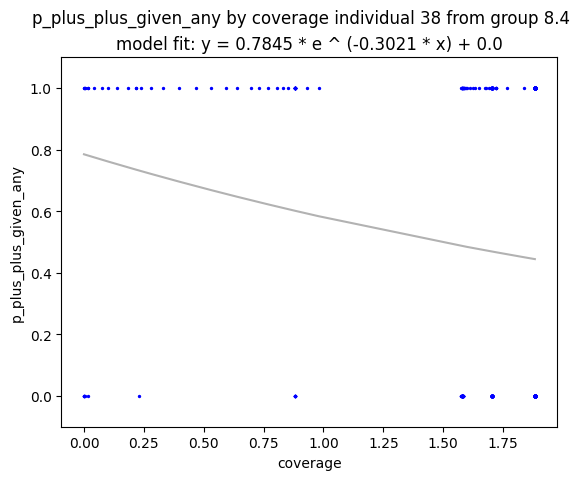 p_plus_plus_given_any by coverage individual 38 from group 8.4
model fit: y = 0.7845 * e ^ (-0.3021 * x) + 0.0
1.0
0.8
0.6
0.4
0.2
0.0
p_plus_plus_given_any
0.00 0.25 0.50 0.75 1.00 1.25 1.50 1.75
coverage